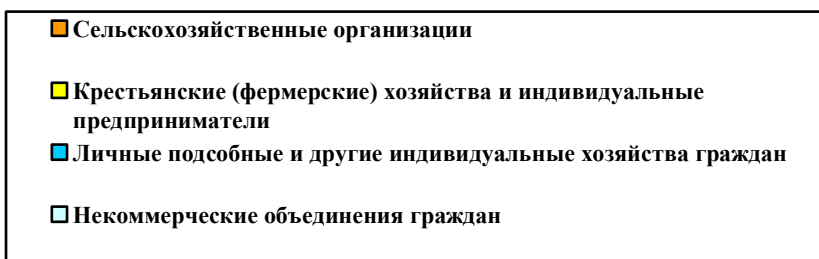 Сельскохозяйственные организации
Крестьянские (фермерские) хозяйства и индивидуальные
предприниматели
Личные подсобные и другие индивидуальные хозяйства граждан
Некоммерческие объединения граждан